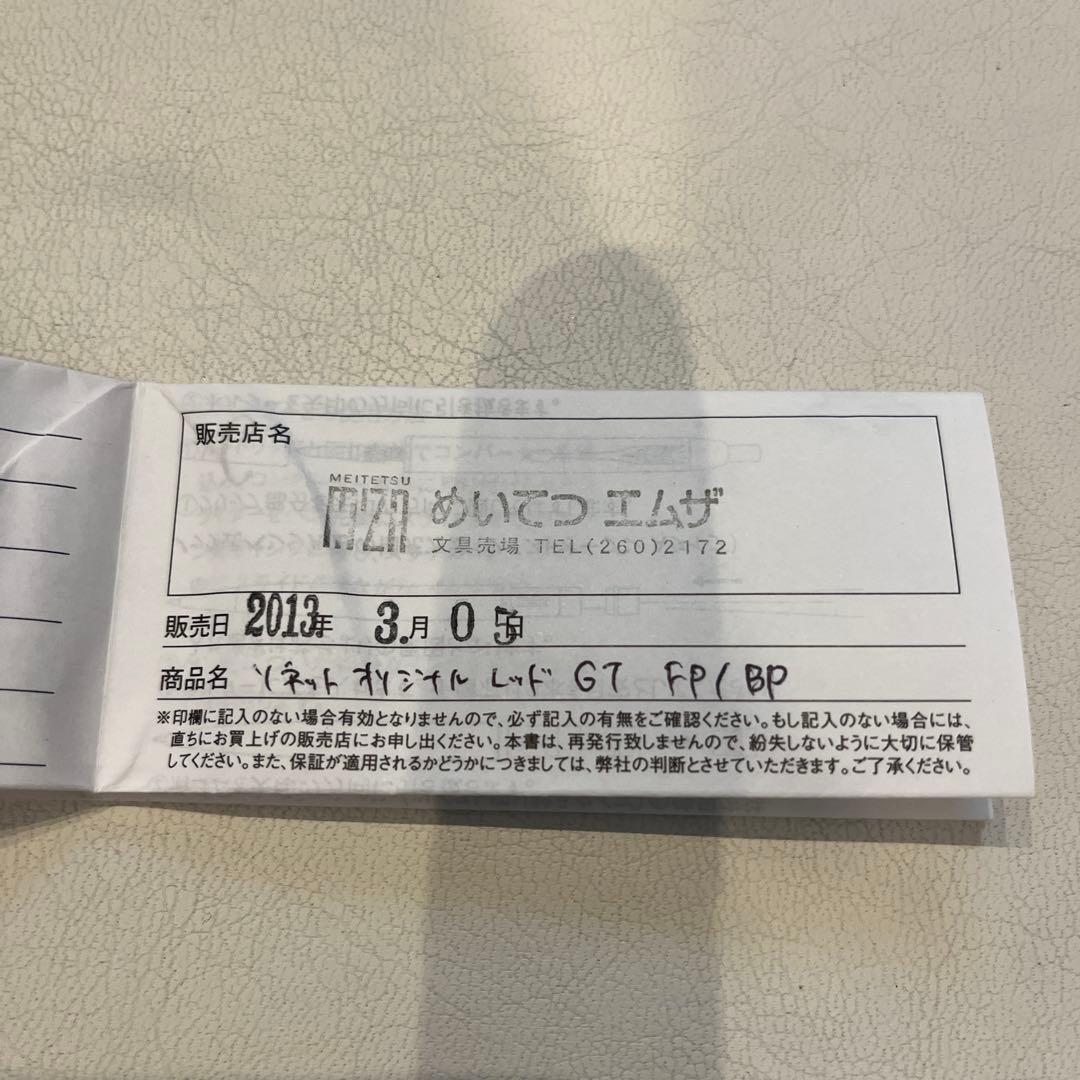 販売店名
MEITETSU
m'za めいてつ エムザ
文具売場 TEL(260)2172
販売日 2013年 3.月 05日
商品名 ソネット オリジナル レッド GT FP/BP
※印欄に記入のない場合有効となりませんので、必ず記入の有無をご確認ください。もし記入のない場合には、
直ちにお買上げの販売店にお申し出ください。本書は、再発行致しませんので、紛失しないように大切に保管
してください。また、保証が適用されるかどうかにつきましては、弊社の判断とさせていただきます。ご了承ください。